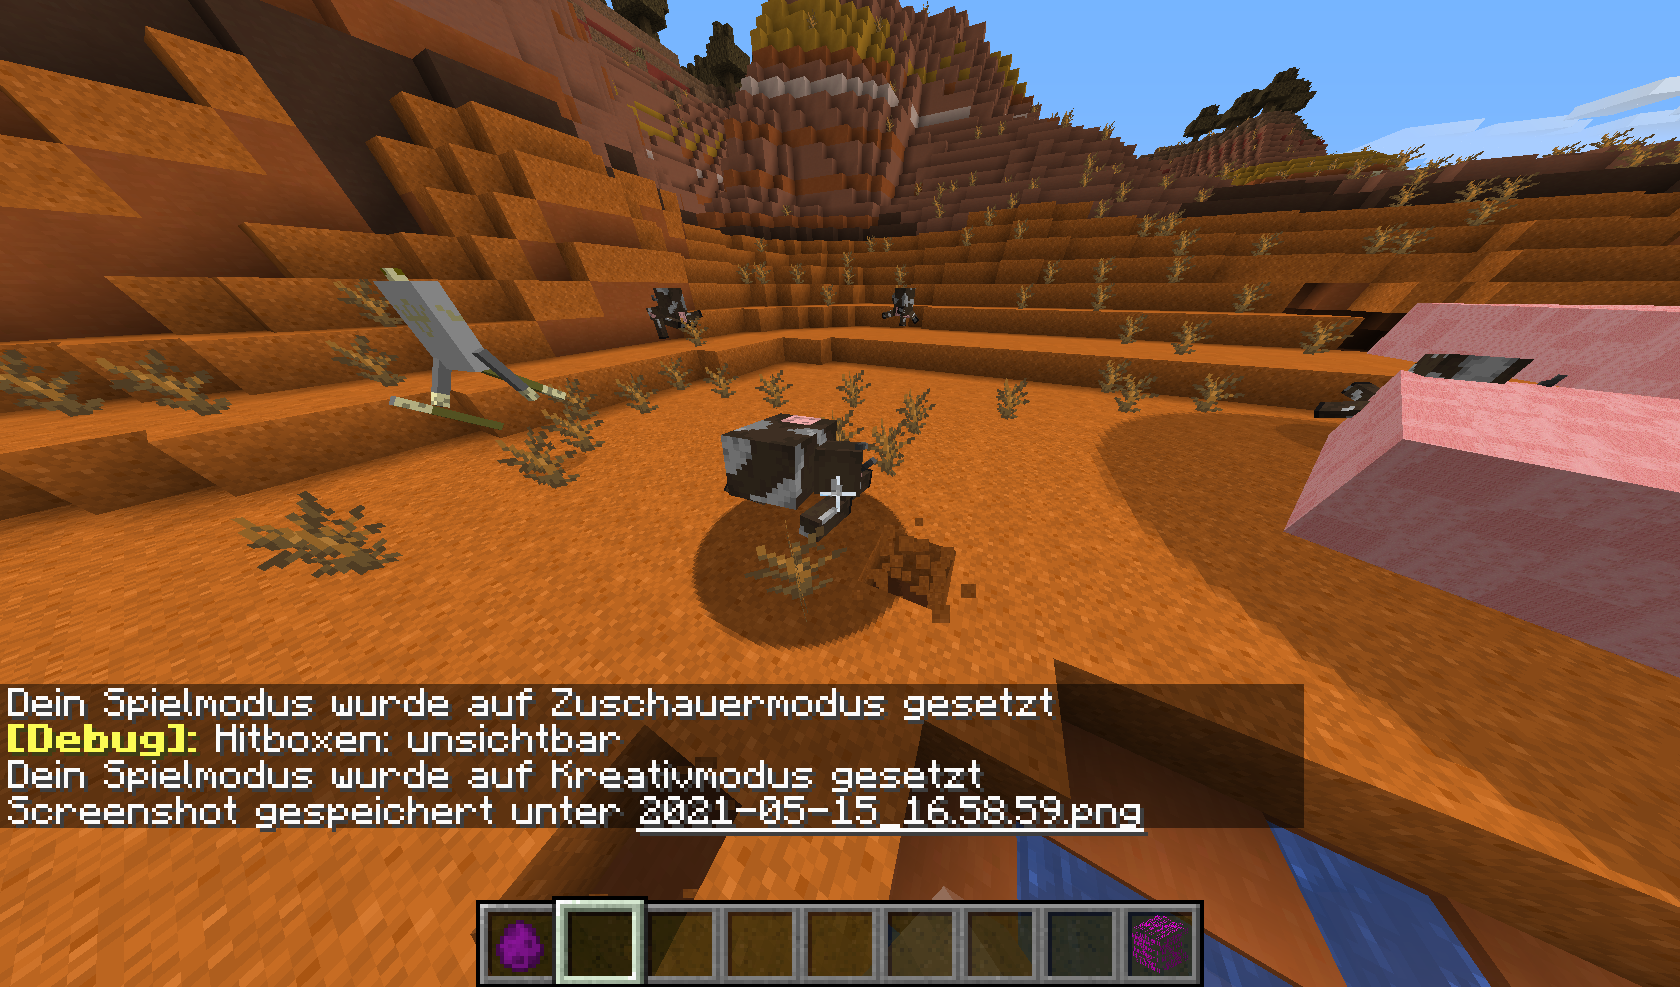 Dein Spielmodus wurde auf Zuschauermodus gesetzt
[Debug]: Hitboxen: unsichtbar
Dein Spielmodus wurde auf Kreativmodus gesetzt
Screenshot gespeichert unter 2021-05-15_16.58.59.png